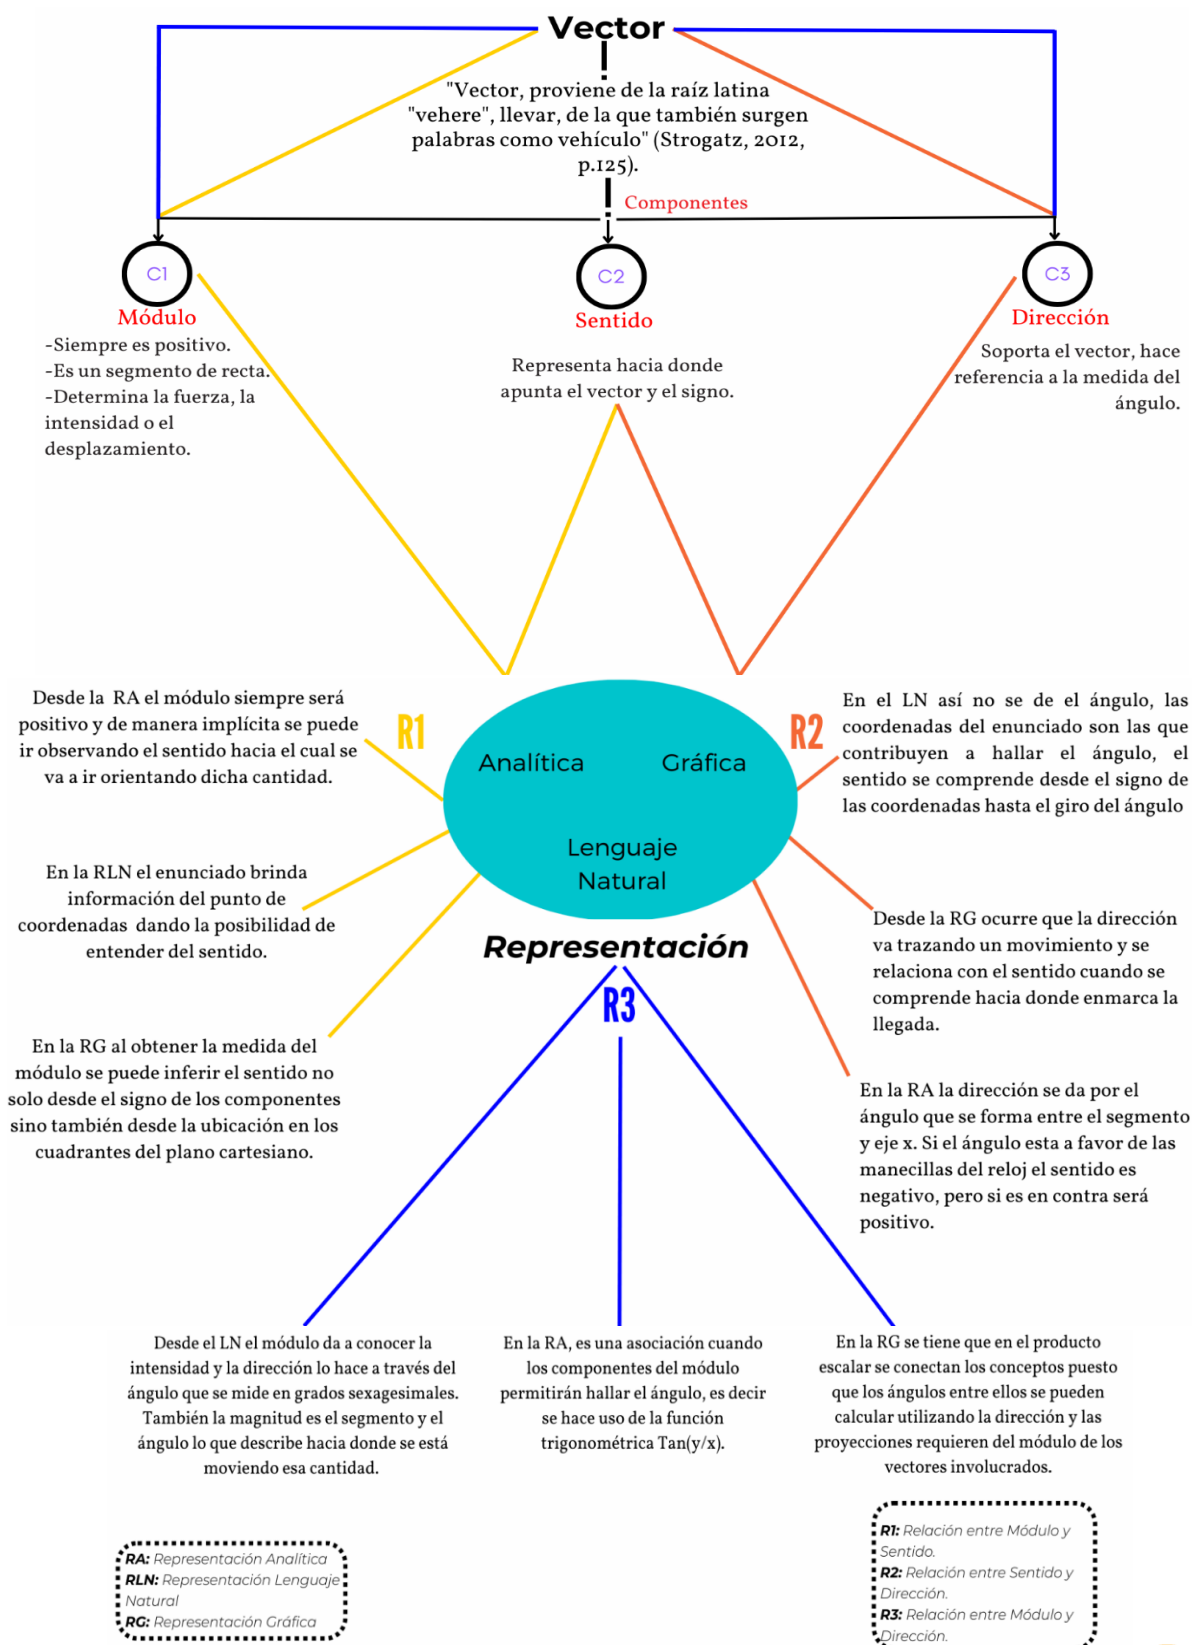 Vector
"Vector, proviene de la raíz latina
"vehere", llevar, de la que también surgen
palabras como vehículo" (Strogatz, 2012,
p.125).
Componentes
C1
C2
C3
Módulo
-Siempre es positivo.
-Es un segmento de recta.
-Determina la fuerza, la
intensidad o el
desplazamiento.
Sentido
Representa hacia donde
apunta el vector y el signo.
Dirección
Soporta el vector, hace
referencia a la medida del
ángulo.
Desde la RA el módulo siempre será
positivo y de manera implícita se puede
ir observando el sentido hacia el cual se
va a ir orientando dicha cantidad.
R1
En la RLN el enunciado brinda
información del punto de
coordenadas dando la posibilidad de
entender del sentido.
En la RG al obtener la medida del
módulo se puede inferir el sentido no
solo desde el signo de los componentes
sino también desde la ubicación en los
cuadrantes del plano cartesiano.
Analítica
Gráfica
Lenguaje
Natural
Representación
R2
En el LN así no se de el ángulo, las
coordenadas del enunciado son las que
contribuyen a hallar el ángulo, el
sentido se comprende desde el signo de
las coordenadas hasta el giro del ángulo
Desde la RG ocurre que la dirección
va trazando un movimiento y se
relaciona con el sentido cuando se
comprende hacia donde enmarca la
llegada.
En la RA la dirección se da por el
ángulo que se forma entre el segmento
y eje x. Si el ángulo esta a favor de las
manecillas del reloj el sentido es
negativo, pero si es en contra será
positivo.
R3
Desde el LN el módulo da a conocer la
intensidad y la dirección lo hace a través del
ángulo que se mide en grados sexagesimales.
También la magnitud es el segmento y el
ángulo lo que describe hacia donde se está
moviendo esa cantidad.
En la RA, es una asociación cuando
los componentes del módulo
permitirán hallar el ángulo, es decir
se hace uso de la función
trigonométrica Tan(y/x).
En la RG se tiene que en el producto
escalar se conectan los conceptos puesto
que los ángulos entre ellos se pueden
calcular utilizando la dirección y las
proyecciones requieren del módulo de los
vectores involucrados.
RA: Representación Analítica
RLN: Representación Lenguaje
Natural
RG: Representación Gráfica
R1: Relación entre Módulo y
Sentido.
R2: Relación entre Sentido y
Dirección.
R3: Relación entre Módulo y
Dirección.